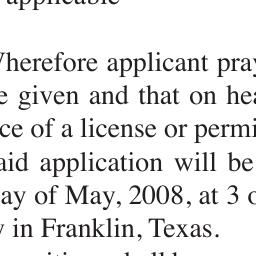 applicable
Wherefore applicant pray
given and that on hea
ce of a license or permi
aid application will be
ay of May, 2008, at 3 o
y in Franklin, Texas.